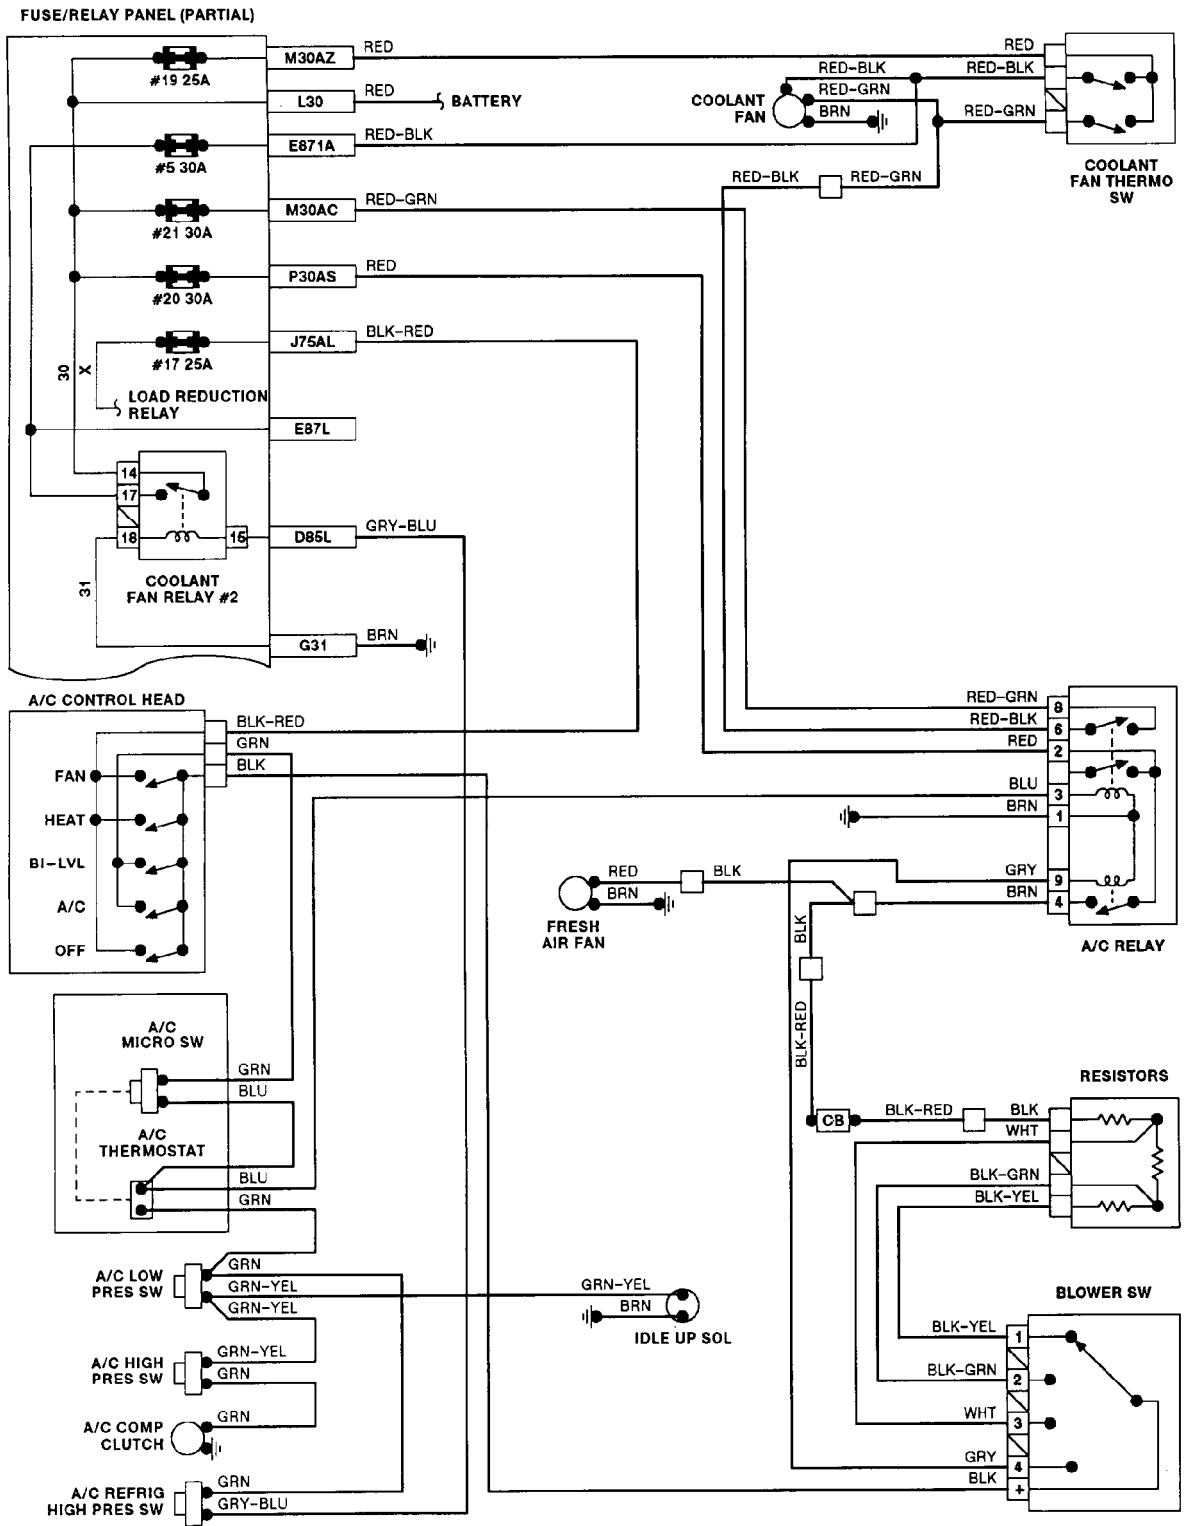 FUSE/RELAY PANEL (PARTIAL)
M30AZ
RED
#19 25A
L30
RED
BATTERY
E871A
RED-BLK
#5 30A
M30AC
RED-GRN
#21 30A
P30AS
RED
#20 30A
J75AL
BLK-RED
#17 25A
30
X
LOAD REDUCTION
RELAY
E87L
14
17
18
15
D85L
GRY-BLU
31
COOLANT
FAN RELAY #2
G31
BRN
RED
RED-BLK
RED-BLK
COOLANT
FAN
RED-GRN
BRN
RED-GRN
COOLANT
FAN THERMO
SW
RED-BLK
RED-GRN
A/C CONTROL HEAD
BLK-RED
GRN
BLK
FAN
HEAT
BI-LVL
A/C
OFF
RED-GRN
8
RED-BLK
6
RED
2
BLU
3
BRN
1
GRY
9
BRN
4
A/C RELAY
RED
BRN
BLK
FRESH
AIR FAN
BLK
BLK-RED
A/C
MICRO SW
GRN
BLU
A/C
THERMOSTAT
BLU
GRN
CB
BLK-RED
RESISTORS
BLK
WHT
BLK-GRN
BLK-YEL
A/C LOW
PRES SW
GRN
GRN-YEL
GRN-YEL
GRN-YEL
BRN
IDLE UP SOL
A/C HIGH
PRES SW
GRN-YEL
GRN
A/C COMP
CLUTCH
GRN
A/C REFRIG
HIGH PRES SW
GRN
GRY-BLU
BLOWER SW
BLK-YEL
1
BLK-GRN
2
WHT
3
GRY
4
BLK
+